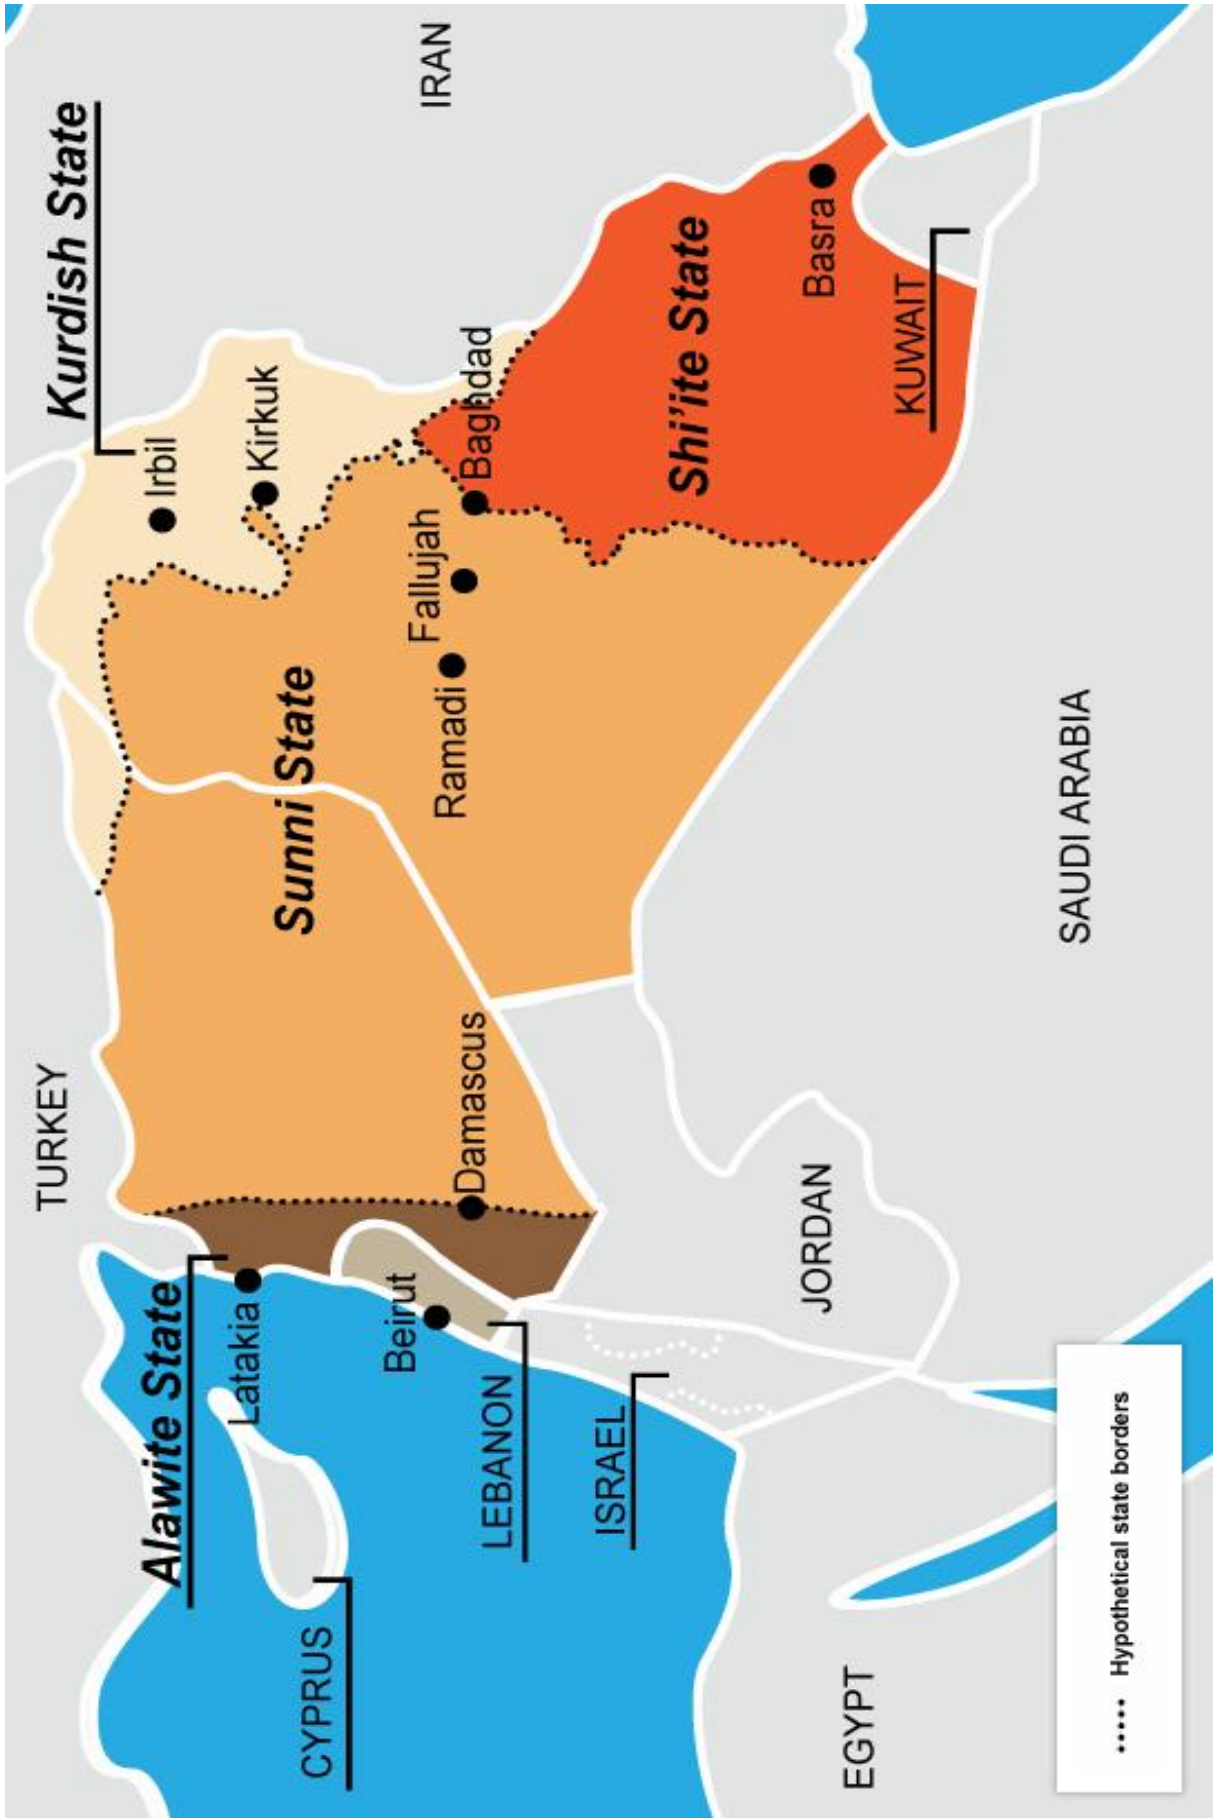 TURKEY
Kurdish State
Alawite State
Irbil
Latakia
Kirkuk
Sunni State
CYPRUS
Beirut
Fallujah
IRAN
Ramadi
Damascus
Baghdad
LEBANON
ISRAEL
Shi'ite State
JORDAN
Basra
EGYPT
KUWAIT
SAUDI ARABIA
Hypothetical state borders